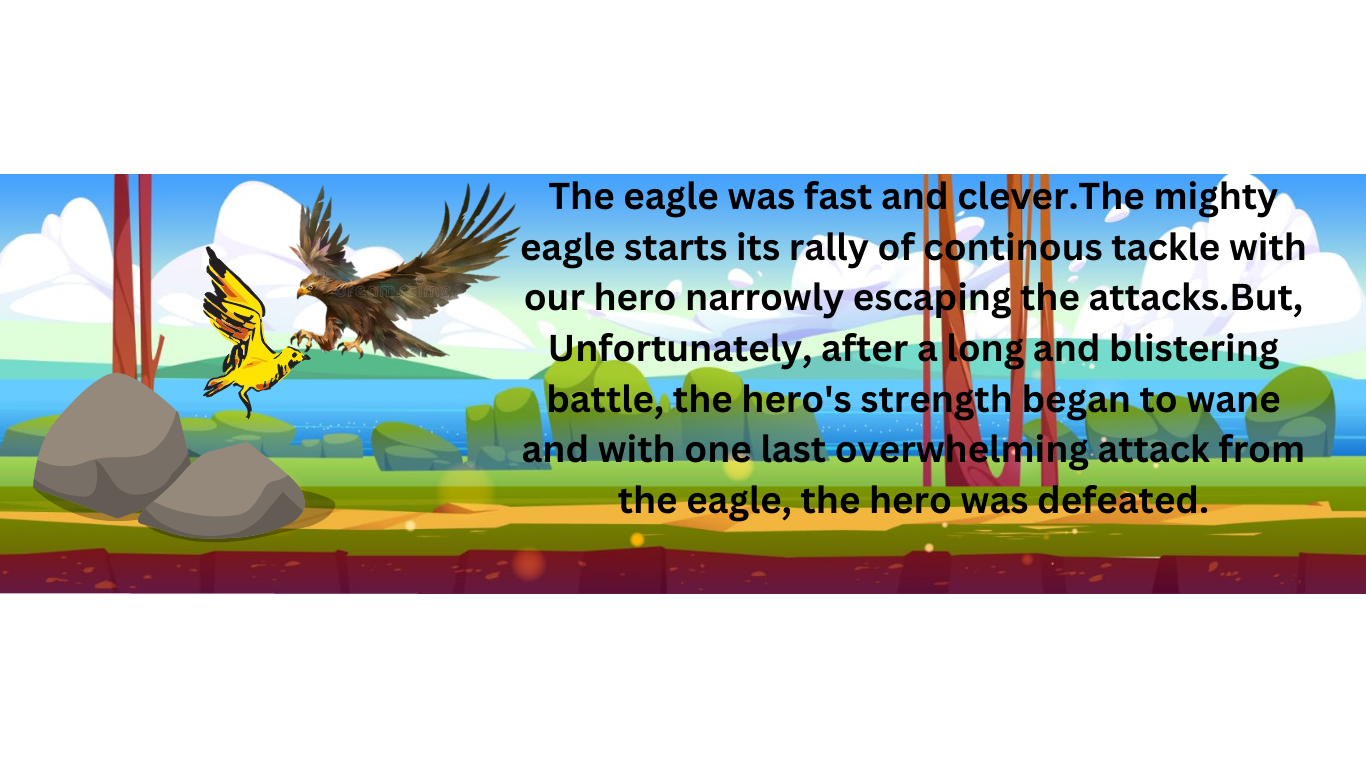 The eagle was fast and clever.The mighty
eagle starts its rally of continous tackle with
our hero narrowly escaping the attacks.But,
Unfortunately, after a long and blistering
battle, the hero's strength began to wane
and with one last overwhelming attack from
the eagle, the hero was defeated.